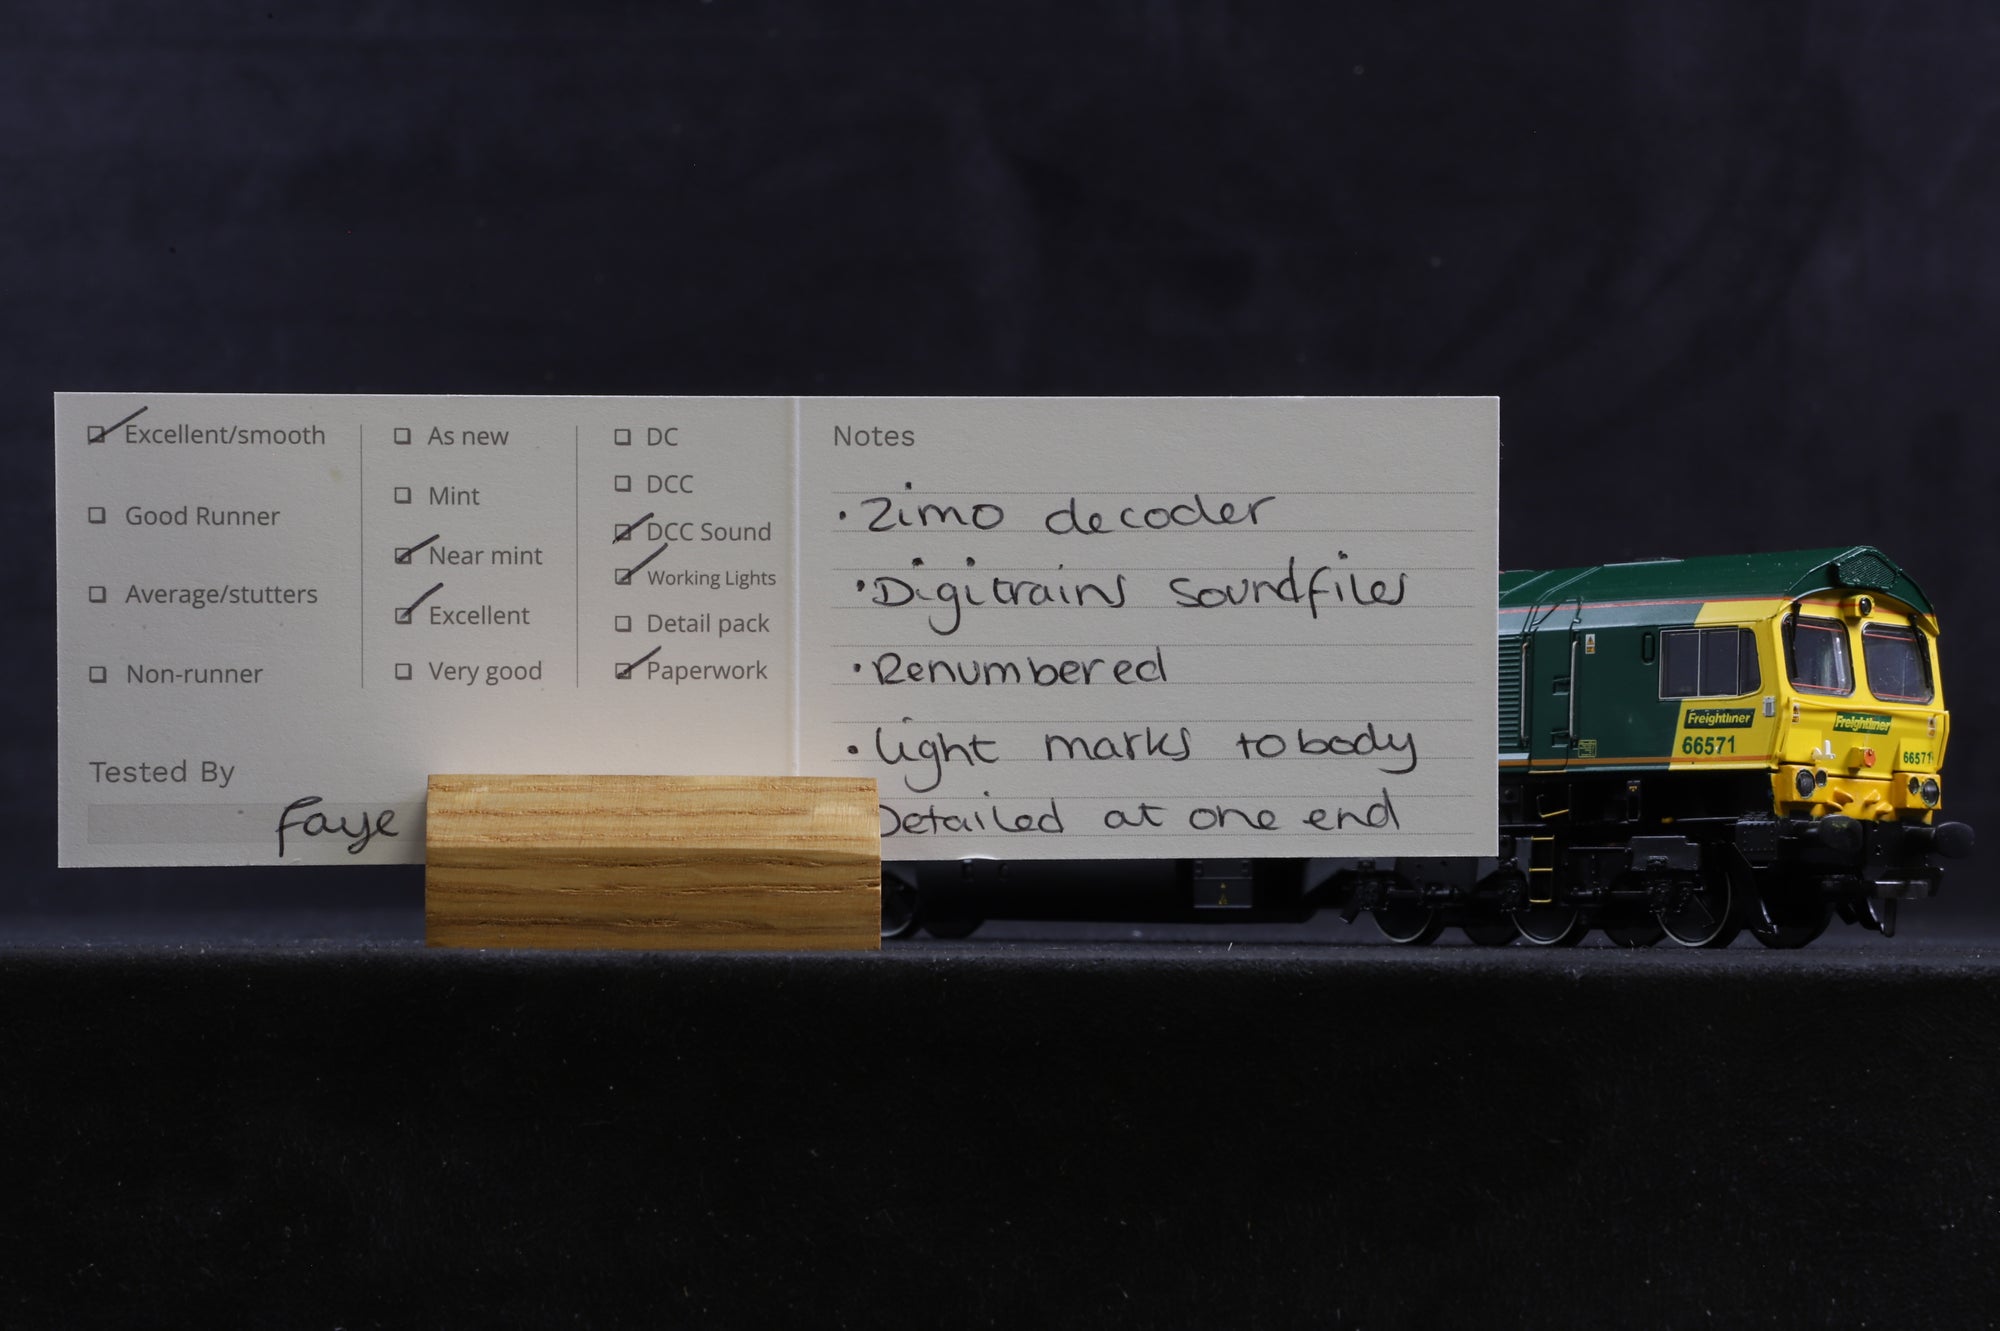 Excellent/smooth
Good Runner
Average/stutters
Non-runner
As new
Mint
Near mint
Excellent
Very good
DC
DCC
DCC Sound
Working Lights
Detail pack
Paperwork
Tested By
Faye
Notes
• Zimo decoder
• Digitrains Soundfiles
• Renumbered
• light marks to body
Detailed at one end
Freightliner
66571
Freightliner
66571